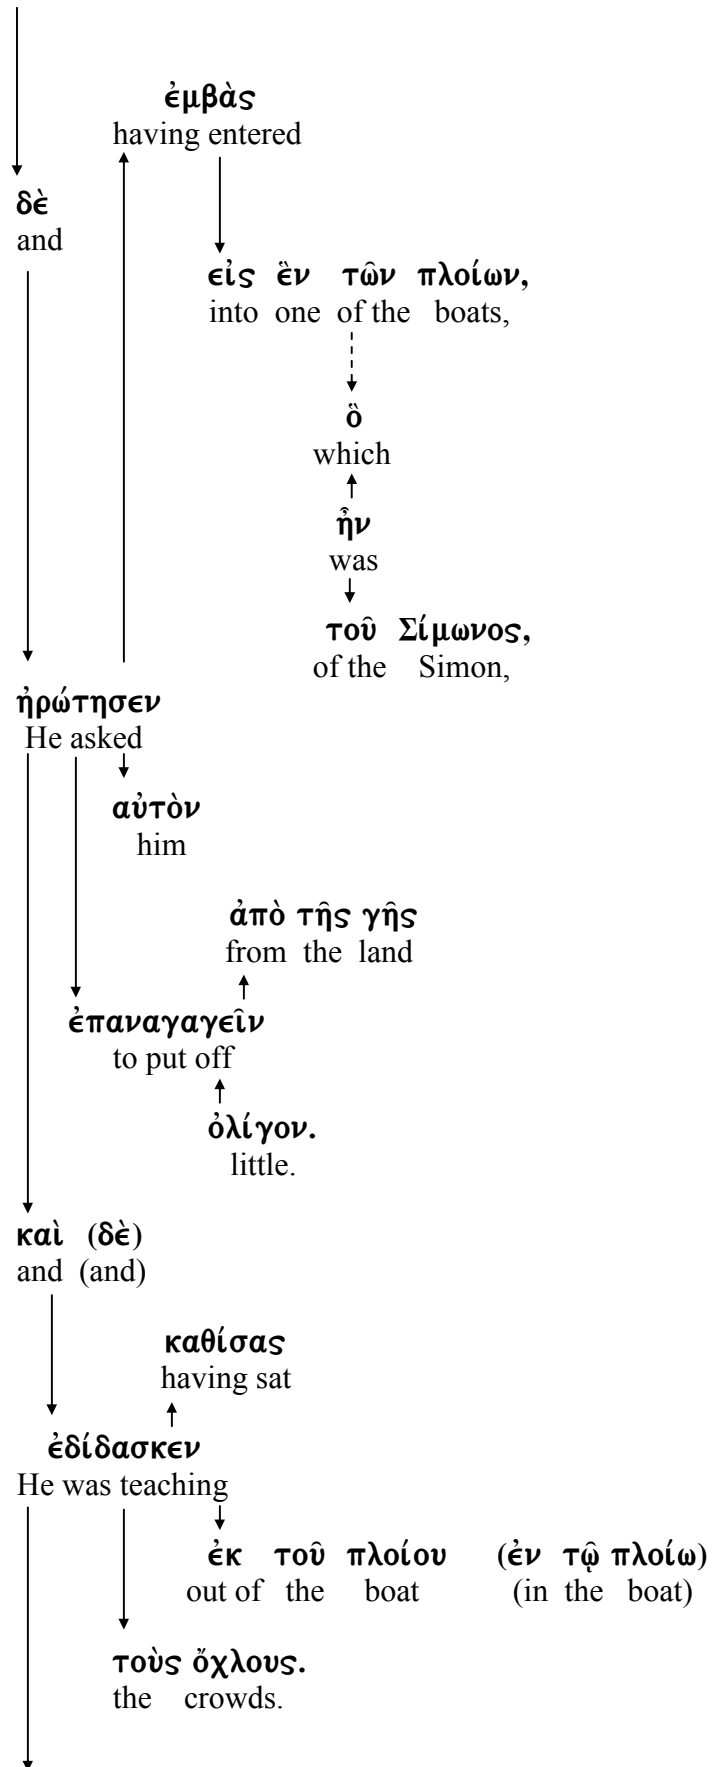 ἐμβὰς
having entered
δὲ
and
εἰς ἓν τῶν πλοίων,
into one of the boats,
ὃ
which
ἦν
was
τοῦ Σίμωνος,
of the Simon,
ἠρώτησεν
He asked
αὐτὸν
him
ἀπὸ τῆς γῆς
from the land
ἐπαναγαγεῖν
to put off
ὀλίγον.
little.
καὶ (δὲ)
and (and)
καθίσας
having sat
ἐδίδασκεν
He was teaching
ἐκ τοῦ πλοίου (ἐν τῷ πλοίω)
out of the boat (in the boat)
τοὺς ὄχλους.
the crowds.